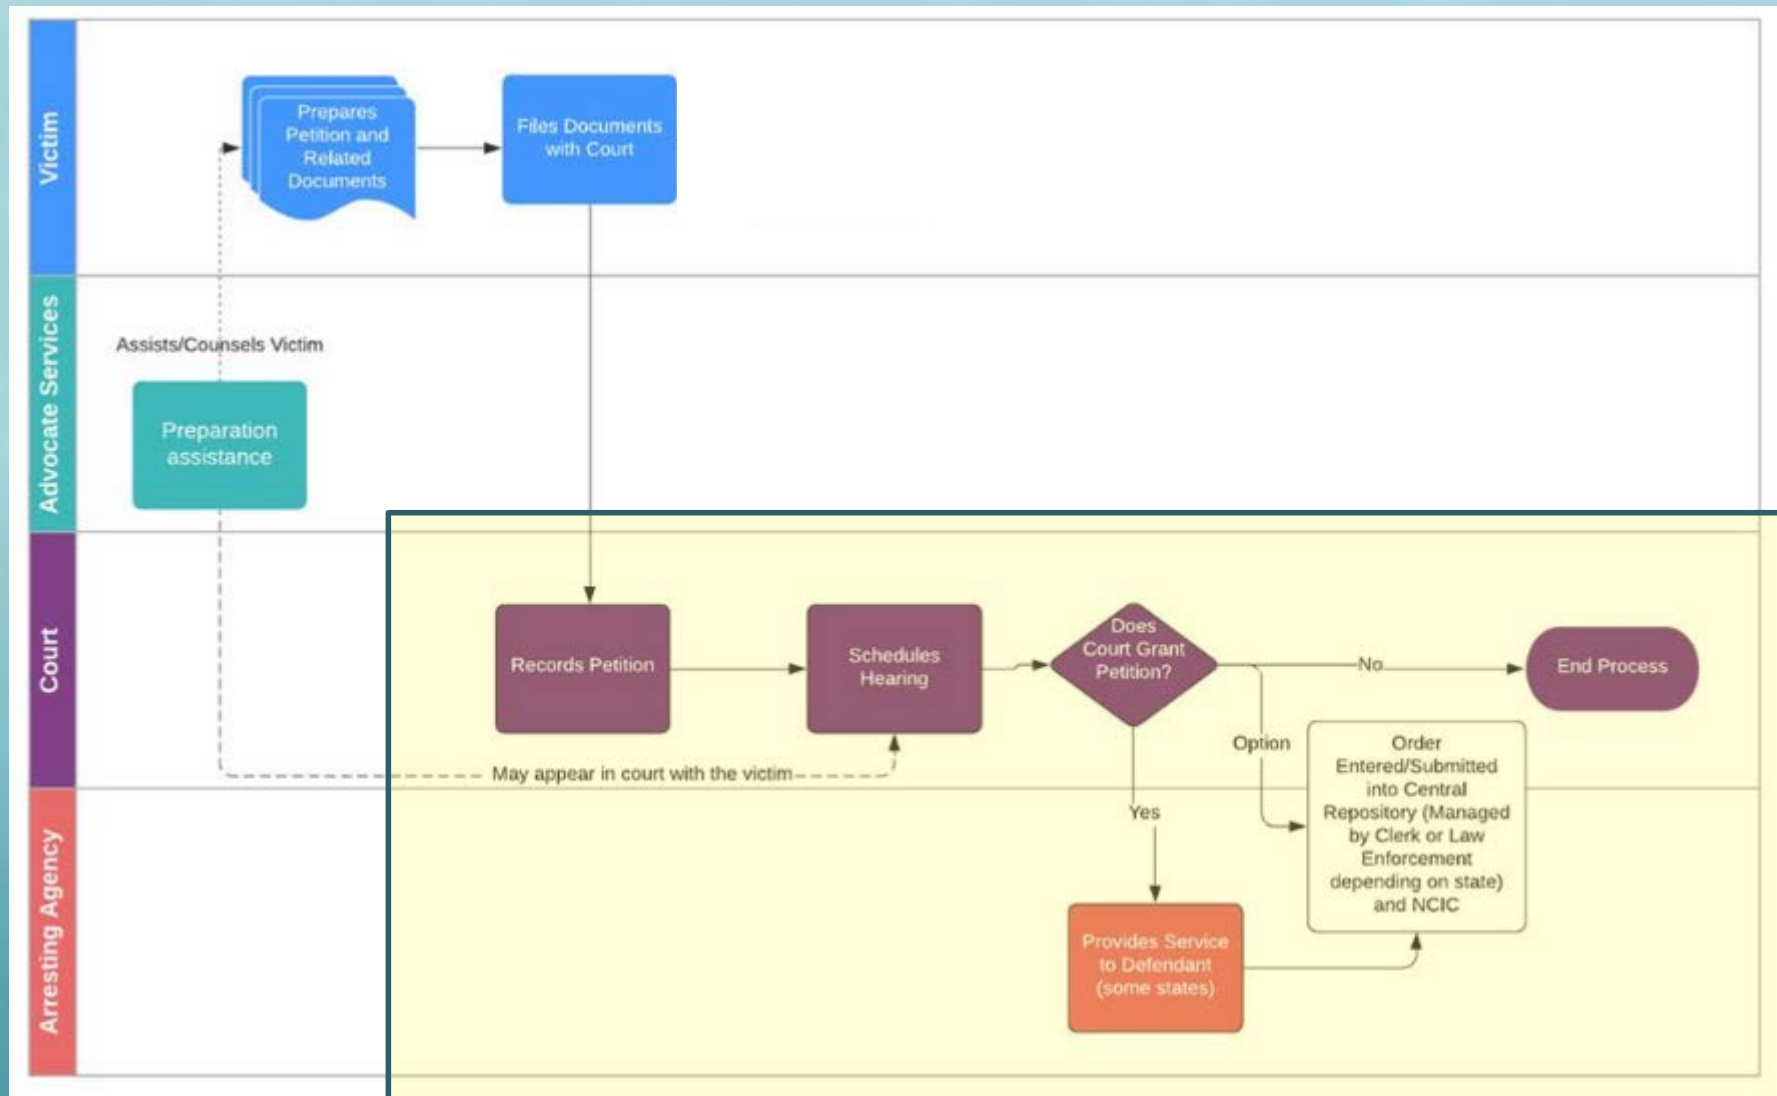 Victim
Prepares
Petition and
Related
Documents
Files Documents
with Court
Advocate Services
Assists/Counsels Victim
Preparation
assistance
Court
Records Petition
Schedules
Hearing
Does
Court Grant
Petition?
No
End Process
May appear in court with the victim
Option
Order
Entered/Submitted
into Central
Repository (Managed
by Clerk or Law
Enforcement
depending on state)
and NCIC
Arresting Agency
Yes
Provides Service
to Defendant
(some states)